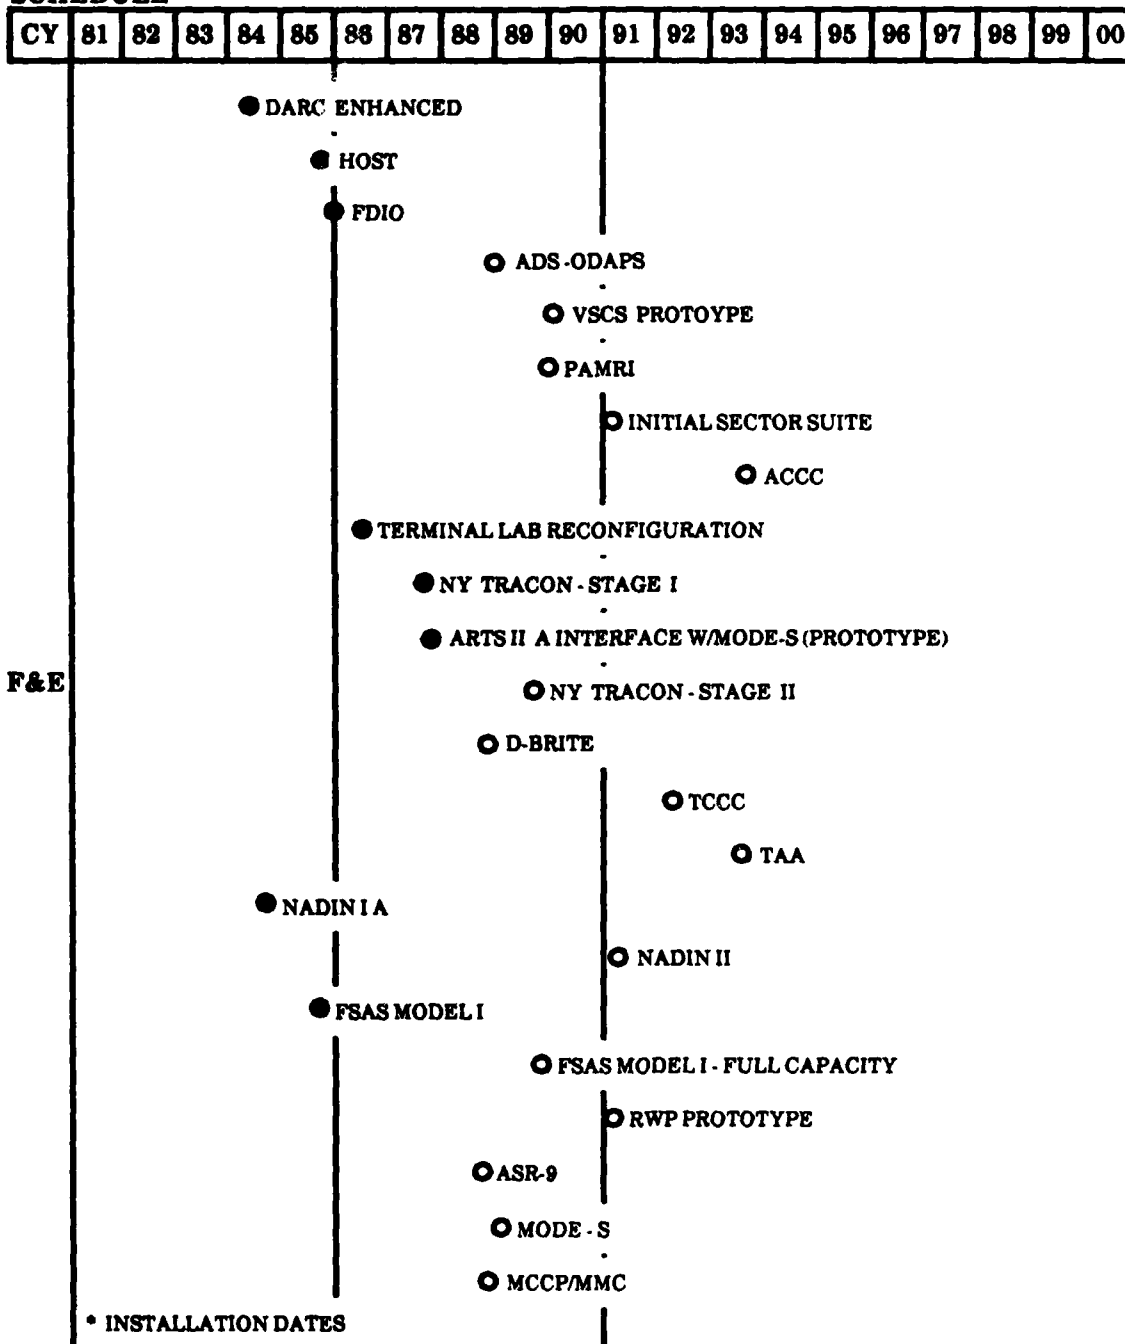 SCHEDULE
CY 81 82 83 84 85 86 87 88 89 90 91 92 93 94 95 96 97 98 99 00
DARC ENHANCED
HOST
FDIO
ADS-ODAPS
VSCS PROTOYPE
PAMRI
INITIAL SECTOR SUITE
ACCC
TERMINAL LAB RECONFIGURATION
NY TRACON - STAGE I
ARTS II A INTERFACE W/MODE-S (PROTOTYPE)
F&E
NY TRACON - STAGE II
D-BRITE
TCCC
TAA
NADIN I A
NADIN II
FSAS MODEL I
FSAS MODEL I - FULL CAPACITY
RWP PROTOTYPE
ASR-9
MODE - S
MCCP/MMC
* INSTALLATION DATES